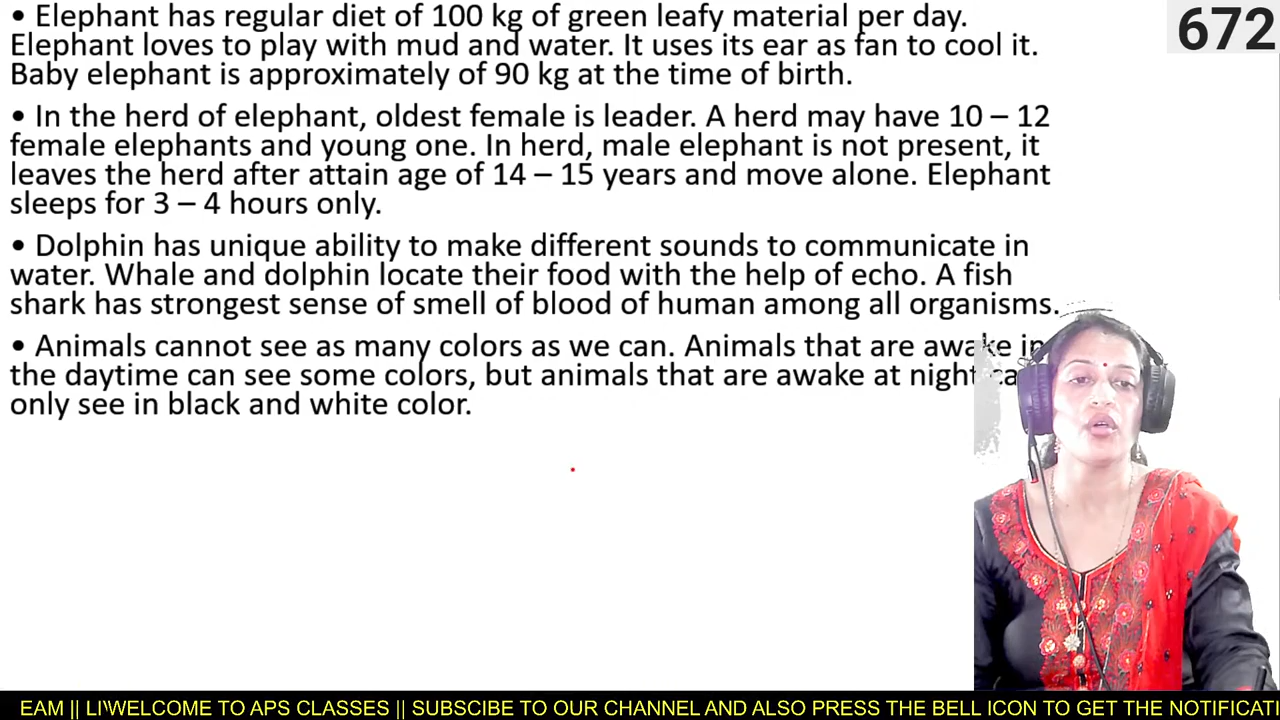 • Elephant has regular diet of 100 kg of green leafy material per day.
672
Elephant loves to play with mud and water. It uses its ear as fan to cool it.
Baby elephant is approximately of 90 kg at the time of birth.
• In the herd of elephant, oldest female is leader. A herd may have 10 – 12
female elephants and young one. In herd, male elephant is not present, it
leaves the herd after attain age of 14 – 15 years and move alone. Elephant
sleeps for 3 – 4 hours only.
• Dolphin has unique ability to make different sounds to communicate in
water. Whale and dolphin locate their food with the help of echo. A fish
shark has strongest sense of smell of blood of human among all organisms.
• Animals cannot see as many colors as we can. Animals that are awake in
the daytime can see some colors, but animals that are awake at night
only see in black and white color.
EAM || LI'WELCOME TO APS CLASSES || SUBSCIBE TO OUR CHANNEL AND ALSO PRESS THE BELL ICON TO GET THE NOTIFICATI